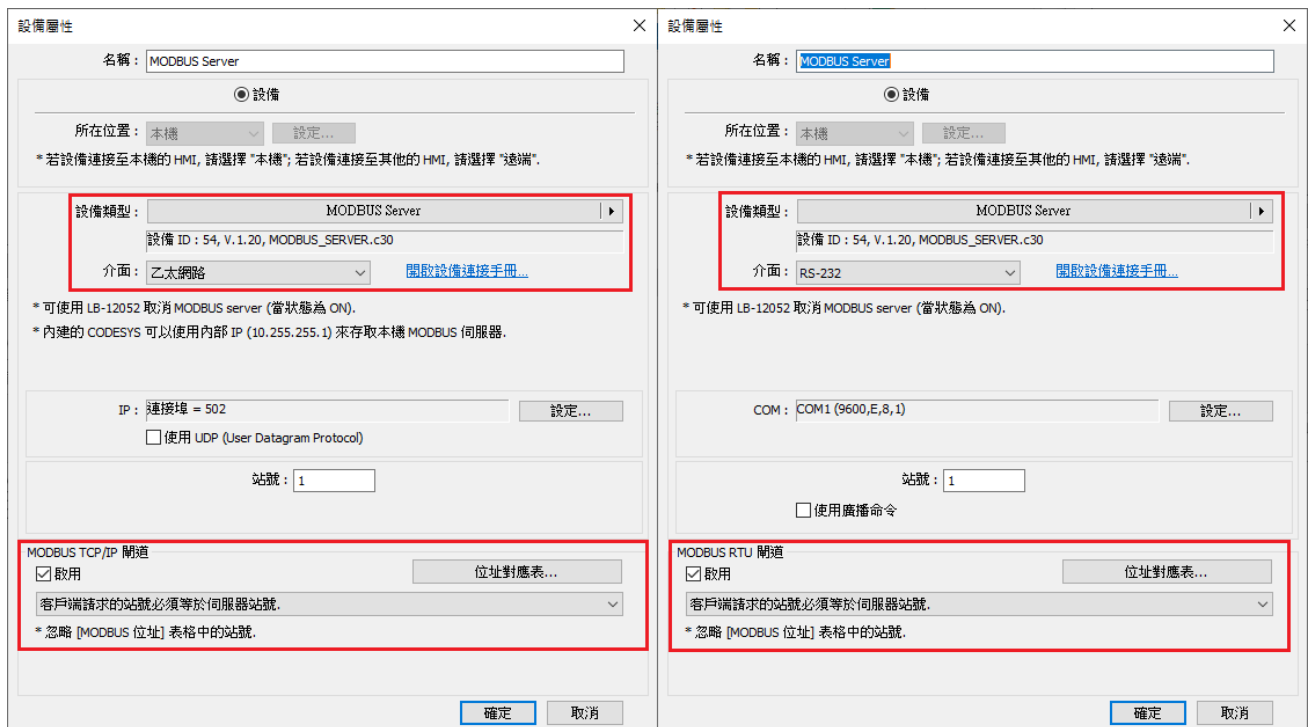 設備屬性
名稱：MODBUS Server
設備
所在位置：本機 設定...
*若設備連接至本機的 HMI, 請選擇 "本機"; 若設備連接至其他的 HMI, 請選擇 "遠端".
設備類型：MODBUS Server
設備 ID : 54, V.1.20, MODBUS_SERVER.c30
介面：乙太網路 開啟設備連接手冊...
* 可使用 LB-12052 取消 MODBUS server (當狀態為 ON).
* 內建的 CODESYS 可以使用內部 IP (10.255.255.1) 來存取本機 MODBUS 伺服器.
IP：連接埠 = 502 設定...
使用 UDP (User Datagram Protocol)
站號：1
MODBUS TCP/IP 閘道
啟用 位址對應表...
客戶端請求的站號必須等於伺服器站號.
* 忽略 [MODBUS 位址] 表格中的站號.
確定 取消
設備屬性
名稱：MODBUS Server
設備
所在位置：本機 設定...
*若設備連接至本機的 HMI, 請選擇 "本機"; 若設備連接至其他的 HMI, 請選擇 "遠端".
設備類型：MODBUS Server
設備 ID : 54, V.1.20, MODBUS_SERVER.c30
介面：RS-232 開啟設備連接手冊...
* 可使用 LB-12052 取消 MODBUS server (當狀態為 ON).
COM：COM1 (9600,E,8,1) 設定...
站號：1
使用廣播命令
MODBUS RTU 閘道
啟用 位址對應表...
客戶端請求的站號必須等於伺服器站號.
* 忽略 [MODBUS 位址] 表格中的站號.
確定 取消